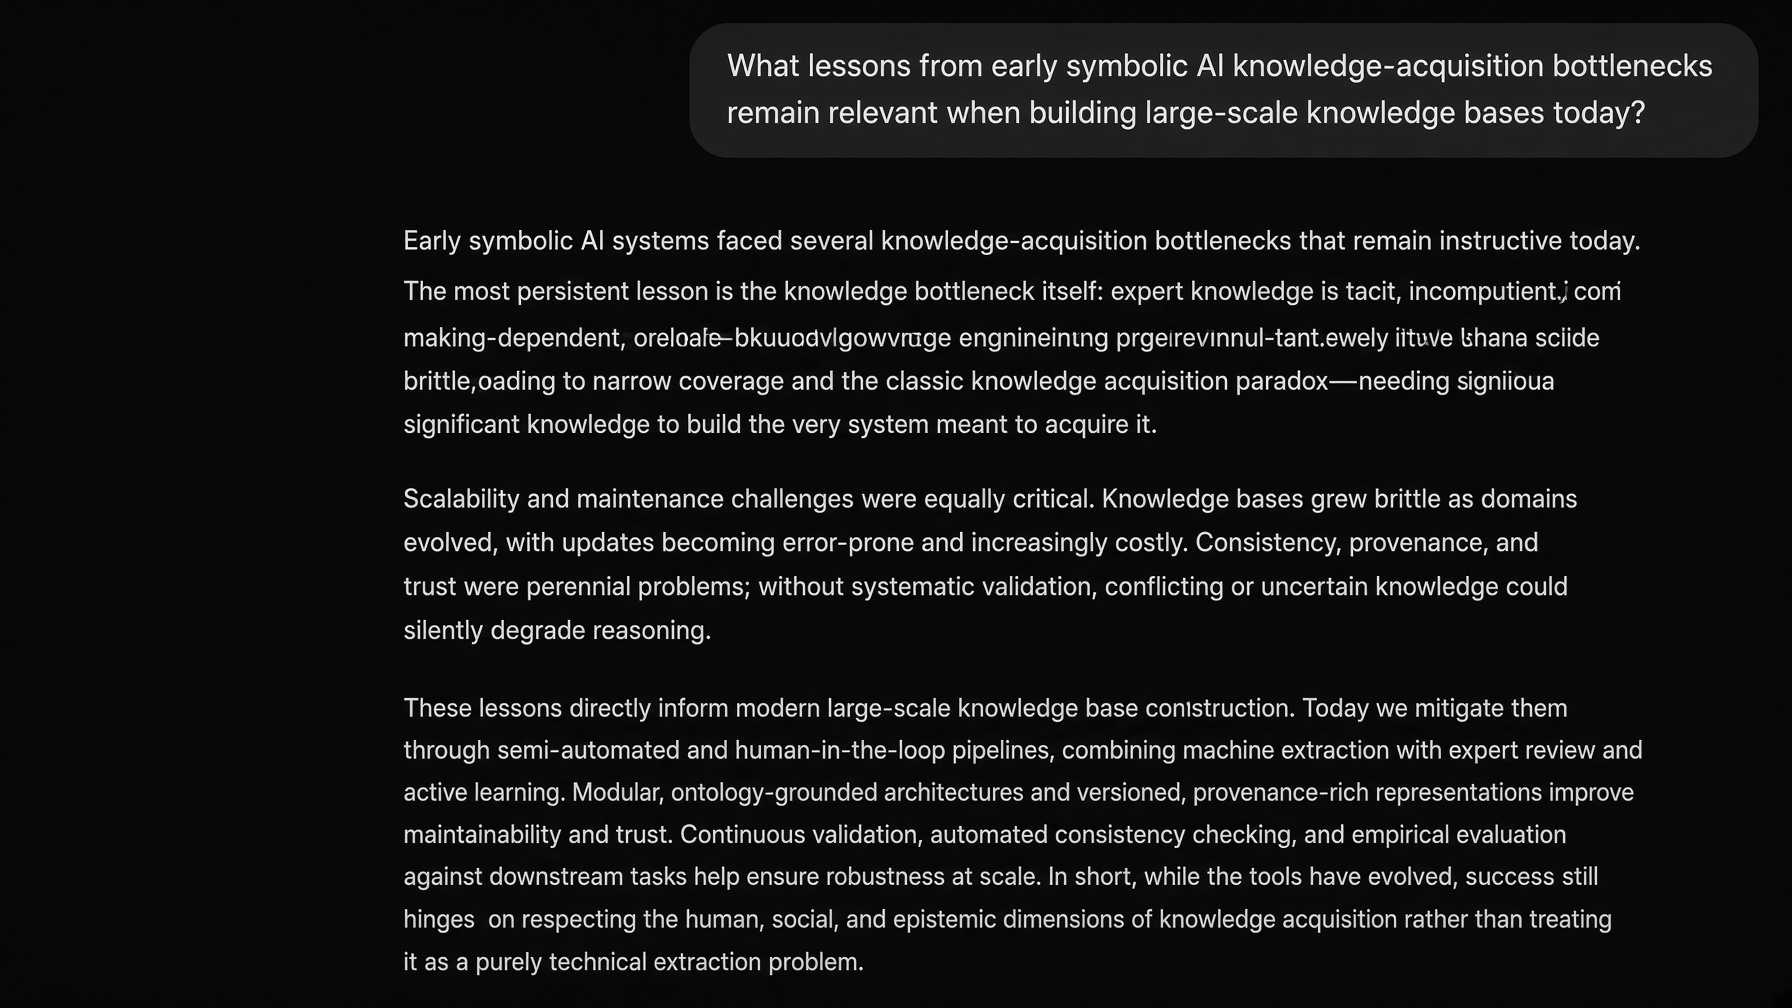 What lessons from early symbolic AI knowledge-acquisition bottlenecks
remain relevant when building large-scale knowledge bases today?
Early symbolic AI systems faced several knowledge-acquisition bottlenecks that remain instructive today.
The most persistent lesson is the knowledge bottleneck itself: expert knowledge is tacit, com
making-dependent,
brittle,oading to narrow coverage and the classic knowledge acquisition paradox—needing signiioua
significant knowledge to build the very system meant to acquire it.
Scalability and maintenance challenges were equally critical. Knowledge bases grew brittle as domains
evolved, with updates becoming error-prone and increasingly costly. Consistency, provenance, and
trust were perennial problems; without systematic validation, conflicting or uncertain knowledge could
silently degrade reasoning.
These lessons directly inform modern large-scale knowledge base construction. Today we mitigate them
through semi-automated and human-in-the-loop pipelines, combining machine extraction with expert review and
active learning. Modular, ontology-grounded architectures and versioned, provenance-rich representations improve
maintainability and trust. Continuous validation, automated consistency checking, and empirical evaluation
against downstream tasks help ensure robustness at scale. In short, while the tools have evolved, success still
hinges on respecting the human, social, and epistemic dimensions of knowledge acquisition rather than treating
it as a purely technical extraction problem.